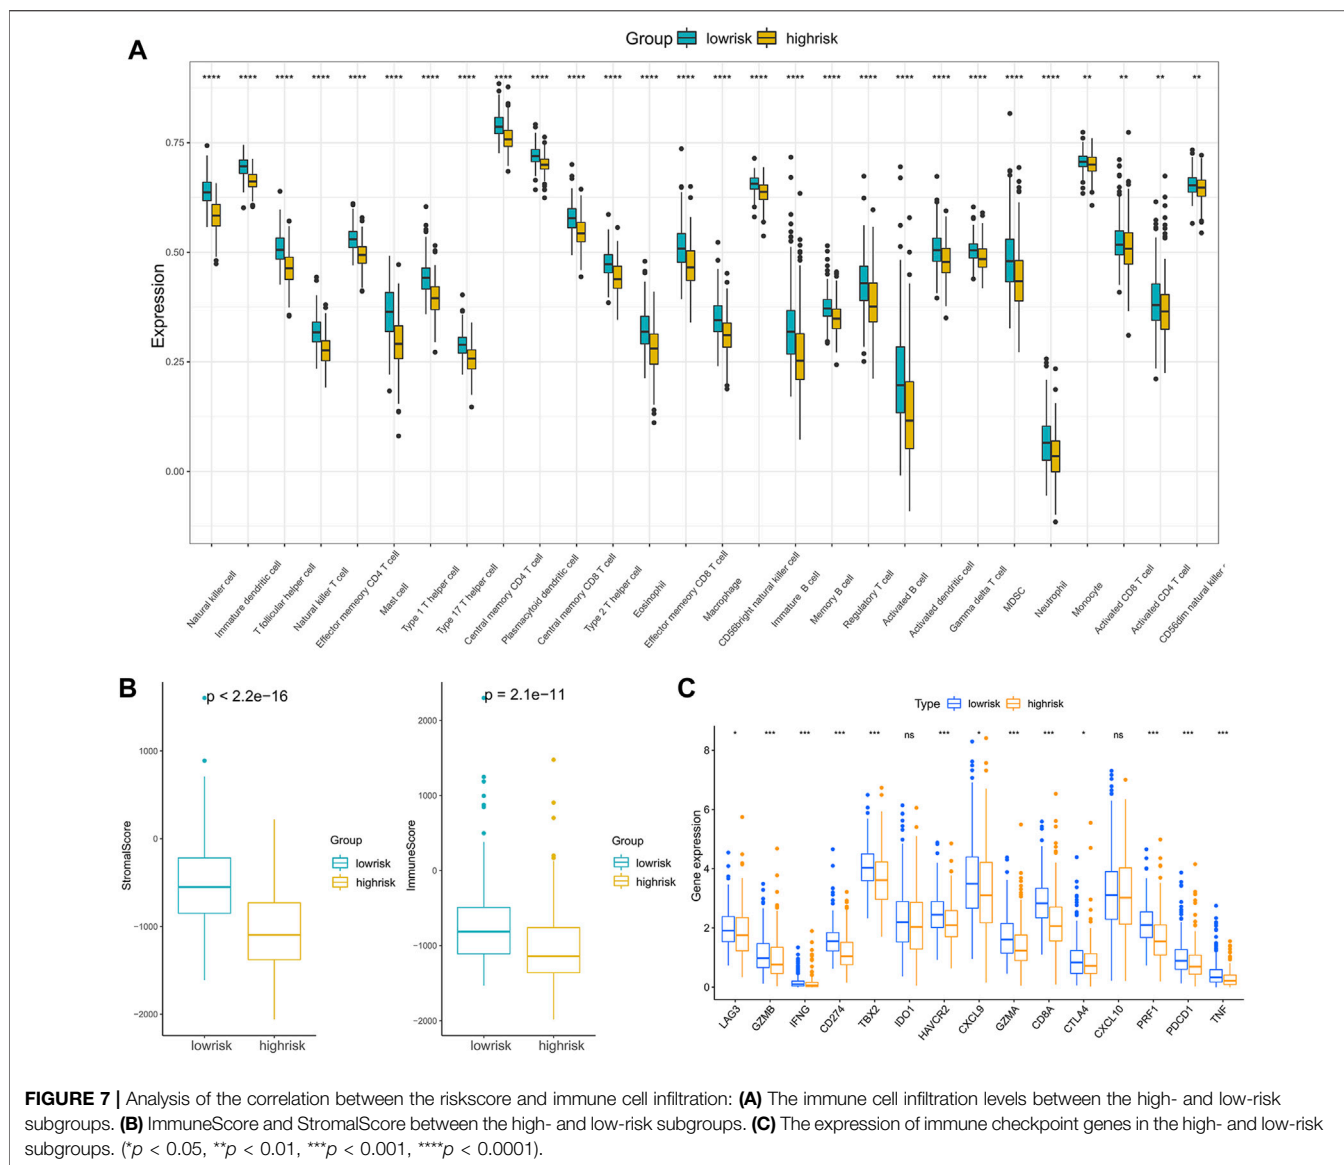 A
Group lowrisk highrisk
**** **** **** **** **** **** **** **** **** **** **** **** **** **** **** **** **** **** **** **** **** **** **** **** ** ** ** **
Expression
0.75
0.50
0.25
0.00
Natural killer cell
Immature dendritic cell
T follicular helper cell
Natural killer T cell
Effector memeory CD4 T cell
Mast cell
Type 1 T helper cell
Type 17 T helper cell
Central memory CD4 T cell
Plasmacytoid dendritic cell
Central memory CD8 T cell
Type 2 T helper cell
Eosinophil
Effector memeory CD8 T cell
Macrophage
CD56bright natural killer cell
Immature B cell
Memory B cell
Regulatory T cell
Activated B cell
Activated dendritic cell
Gamma delta T cell
MDSC
Neutrophil
Monocyte
Activated CD8 T cell
Activated CD4 T cell
CD56dim natural killer
B
p < 2.2e−16
StromalScore
1000
0
−1000
−2000
lowrisk highrisk
Group
lowrisk
highrisk
p = 2.1e−11
ImmuneScore
2000
1000
0
−1000
−2000
lowrisk highrisk
Group
lowrisk
highrisk
C
Type lowrisk highrisk
* *** *** *** *** ns *** * *** *** * ns *** *** ***
Gene expression
8
6
4
2
0
LAG3
GZMB
IFNG
CD274
TBX2
IDO1
HAVCR2
CXCL9
GZMA
CD8A
CTLA4
CXCL10
PRF1
PDCD1
TNF
FIGURE 7 | Analysis of the correlation between the riskscore and immune cell infiltration: (A) The immune cell infiltration levels between the high- and low-risk
subgroups. (B) ImmuneScore and StromalScore between the high- and low-risk subgroups. (C) The expression of immune checkpoint genes in the high- and low-risk
subgroups. (*p < 0.05, **p < 0.01, ***p < 0.001, ****p < 0.0001).